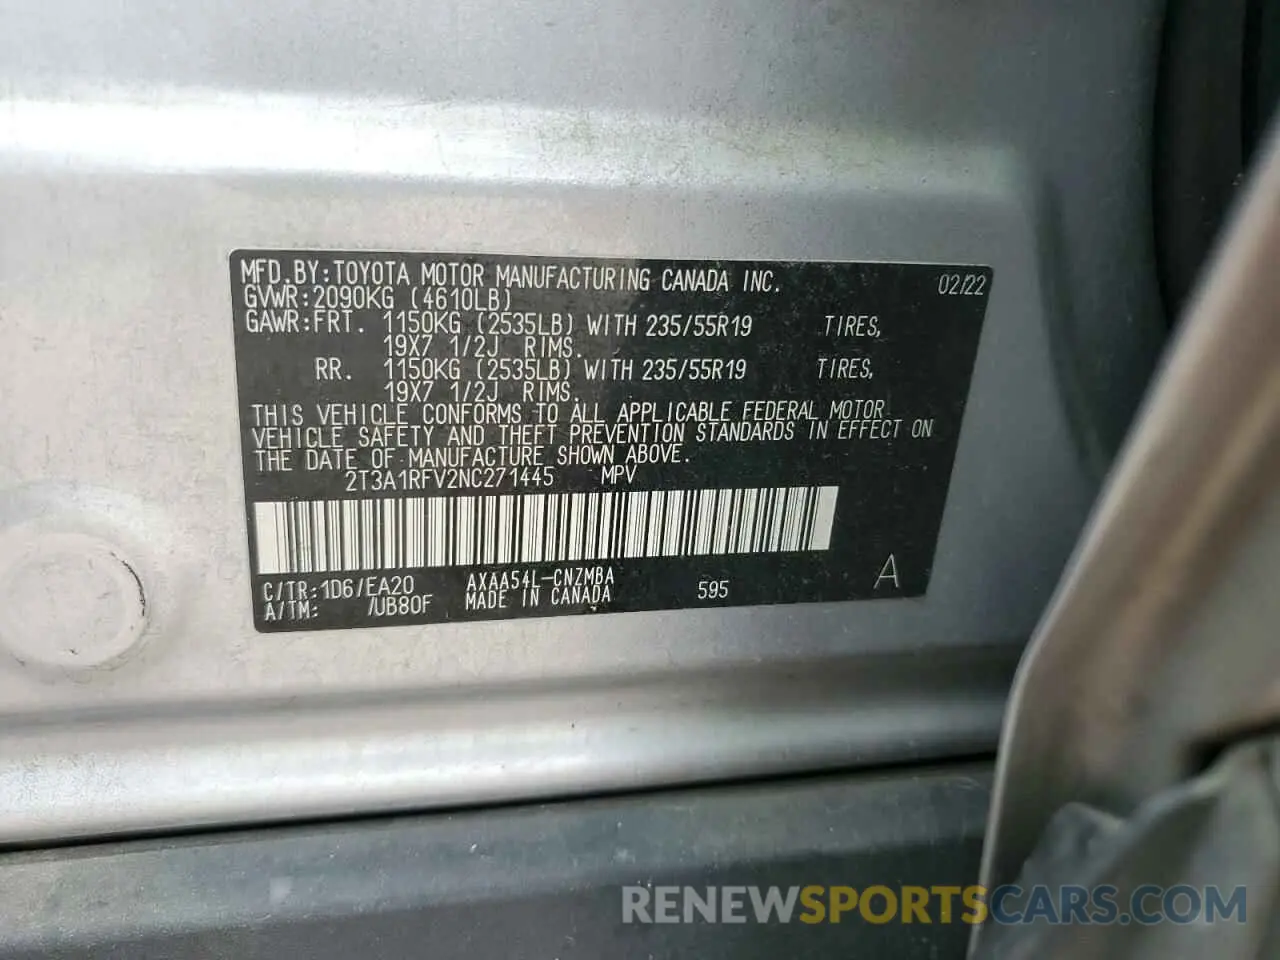 MFD.BY:TOYOTA MOTOR MANUFACTURING CANADA INC. 02/22
GVWR:2090KG (4610LB)
GAWR:FRT. 1150KG (2535LB) WITH 235/55R19 TIRES,
19X7 1/2J RIMS.
RR. 1150KG (2535LB) WITH 235/55R19 TIRES,
19X7 1/2J RIMS.
THIS VEHICLE CONFORMS TO ALL APPLICABLE FEDERAL MOTOR
VEHICLE SAFETY AND THEFT PREVENTION STANDARDS IN EFFECT ON
THE DATE OF MANUFACTURE SHOWN ABOVE.
2T3A1RFV2NC271445 MPV
C/TR:1D6/EA20 AXAA54L-CNZMBA 595 A
A/TM: /UB80F MADE IN CANADA
RENEWSPORTSCARS.COM